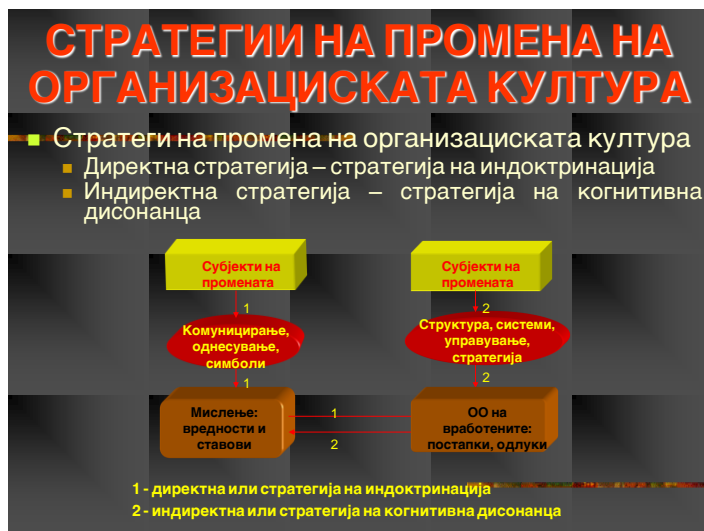 СТРАТЕГИИ НА ПРОМЕНА НА
ОРГАНИЗАЦИСКАТА КУЛТУРА
Стратеги на промена на организациската култура
Директна стратегија – стратегија на индоктринација
Индиректна стратегија – стратегија на когнитивна
дисонанца
Субјекти на
промената
Субјекти на
промената
1
2
Комуницирање,
однесување,
симболи
Структура, системи,
управување,
стратегија
1
2
Мислење:
вредности и
ставови
1
2
ОО на
вработените:
постапки, одлуки
1 - директна или стратегија на индоктринација
2 - индиректна или стратегија на когнитивна дисонанца